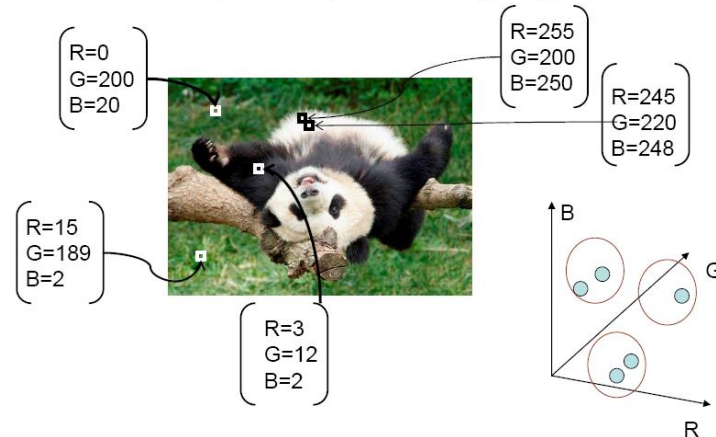 R=0
G=200
B=20
R=255
G=200
B=250
R=245
G=220
B=248
R=15
G=189
B=2
R=3
G=12
B=2
B
G
R